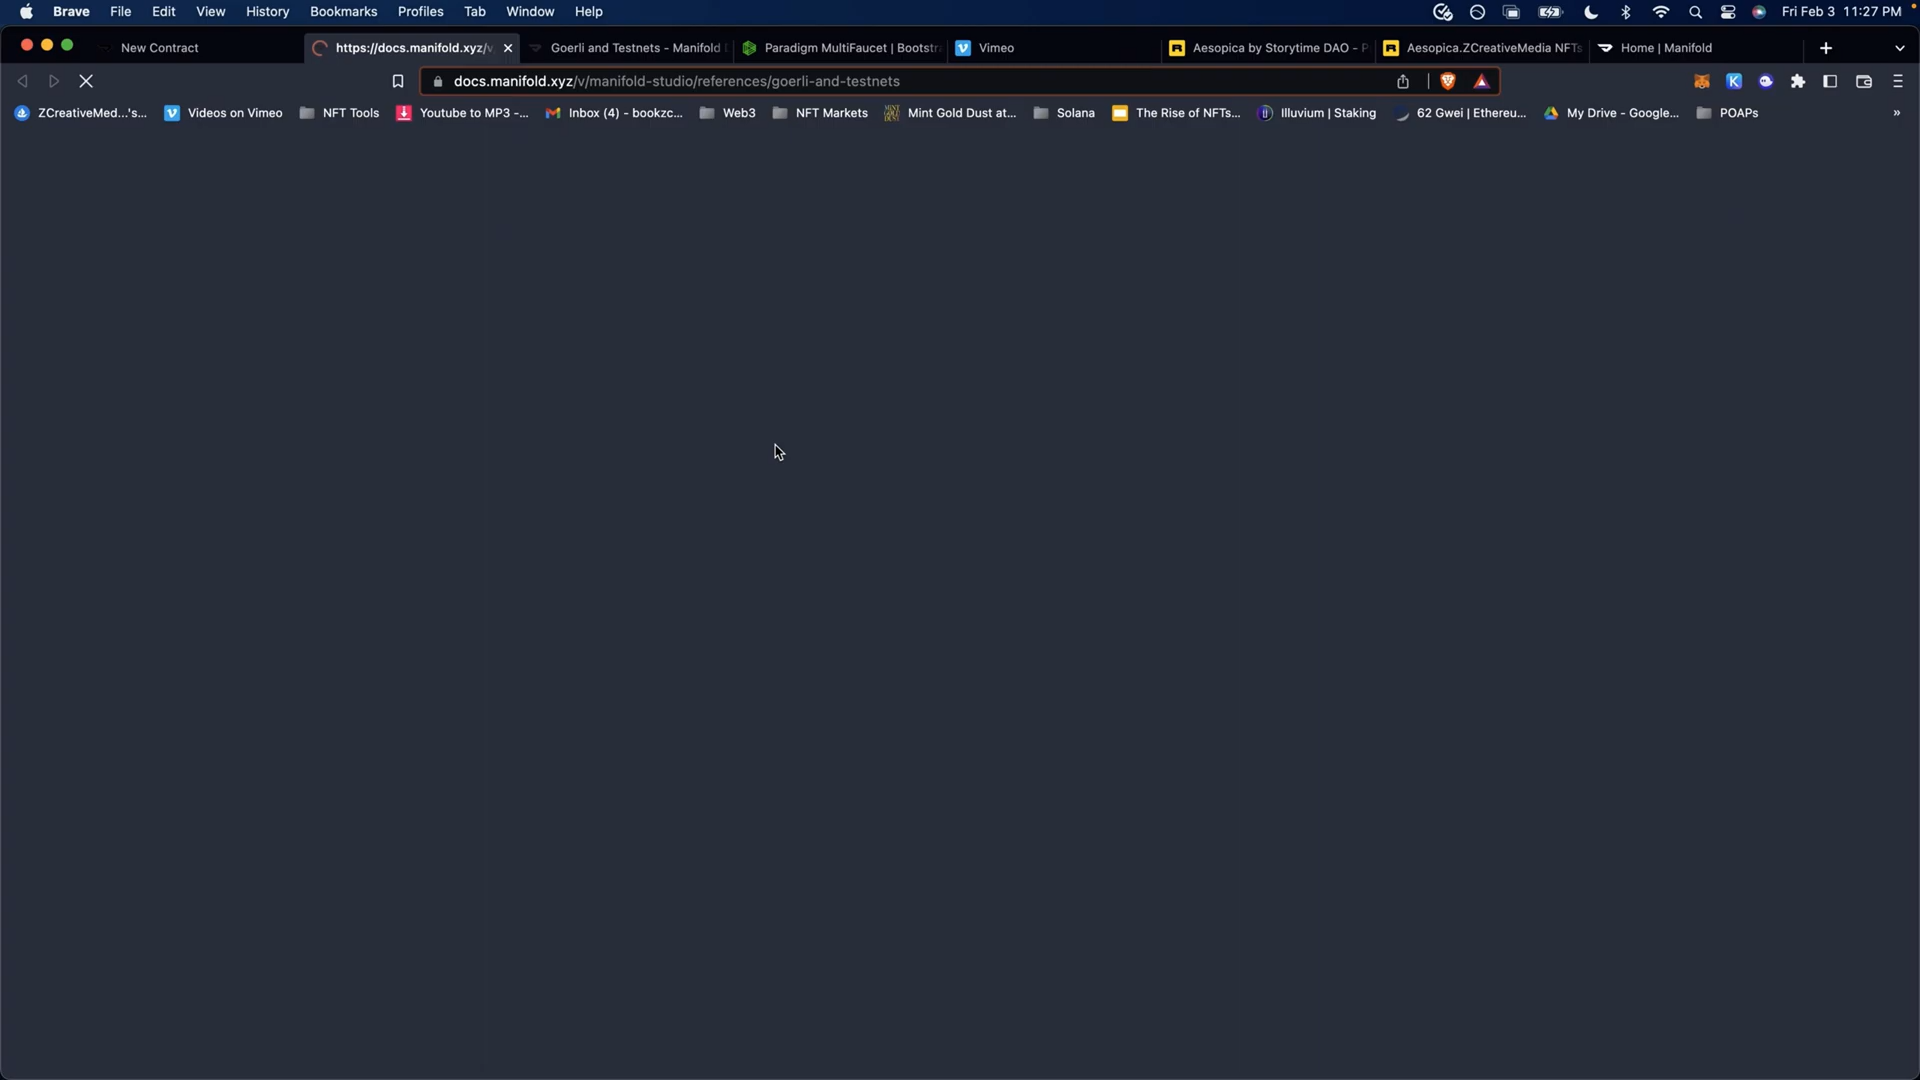 Brave File Edit View History Bookmarks Profiles Tab Window Help Fri Feb 3 11:27 PM
New Contract https://docs.manifold.xyz/v Goerli and Testnets - Manifold Paradigm MultiFaucet | Bootstr Vimeo Aesopica by Storytime DAO - P Aesopica.ZCreativeMedia NFTs Home | Manifold
docs.manifold.xyz/v/manifold-studio/references/goerli-and-testnets
ZCreativeMed...'s... Videos on Vimeo NFT Tools Youtube to MP3 -... Inbox (4) - bookzc... Web3 NFT Markets Mint Gold Dust at... Solana The Rise of NFTs... Illuvium | Staking 62 Gwei | Ethereu... My Drive - Google... POAPs »